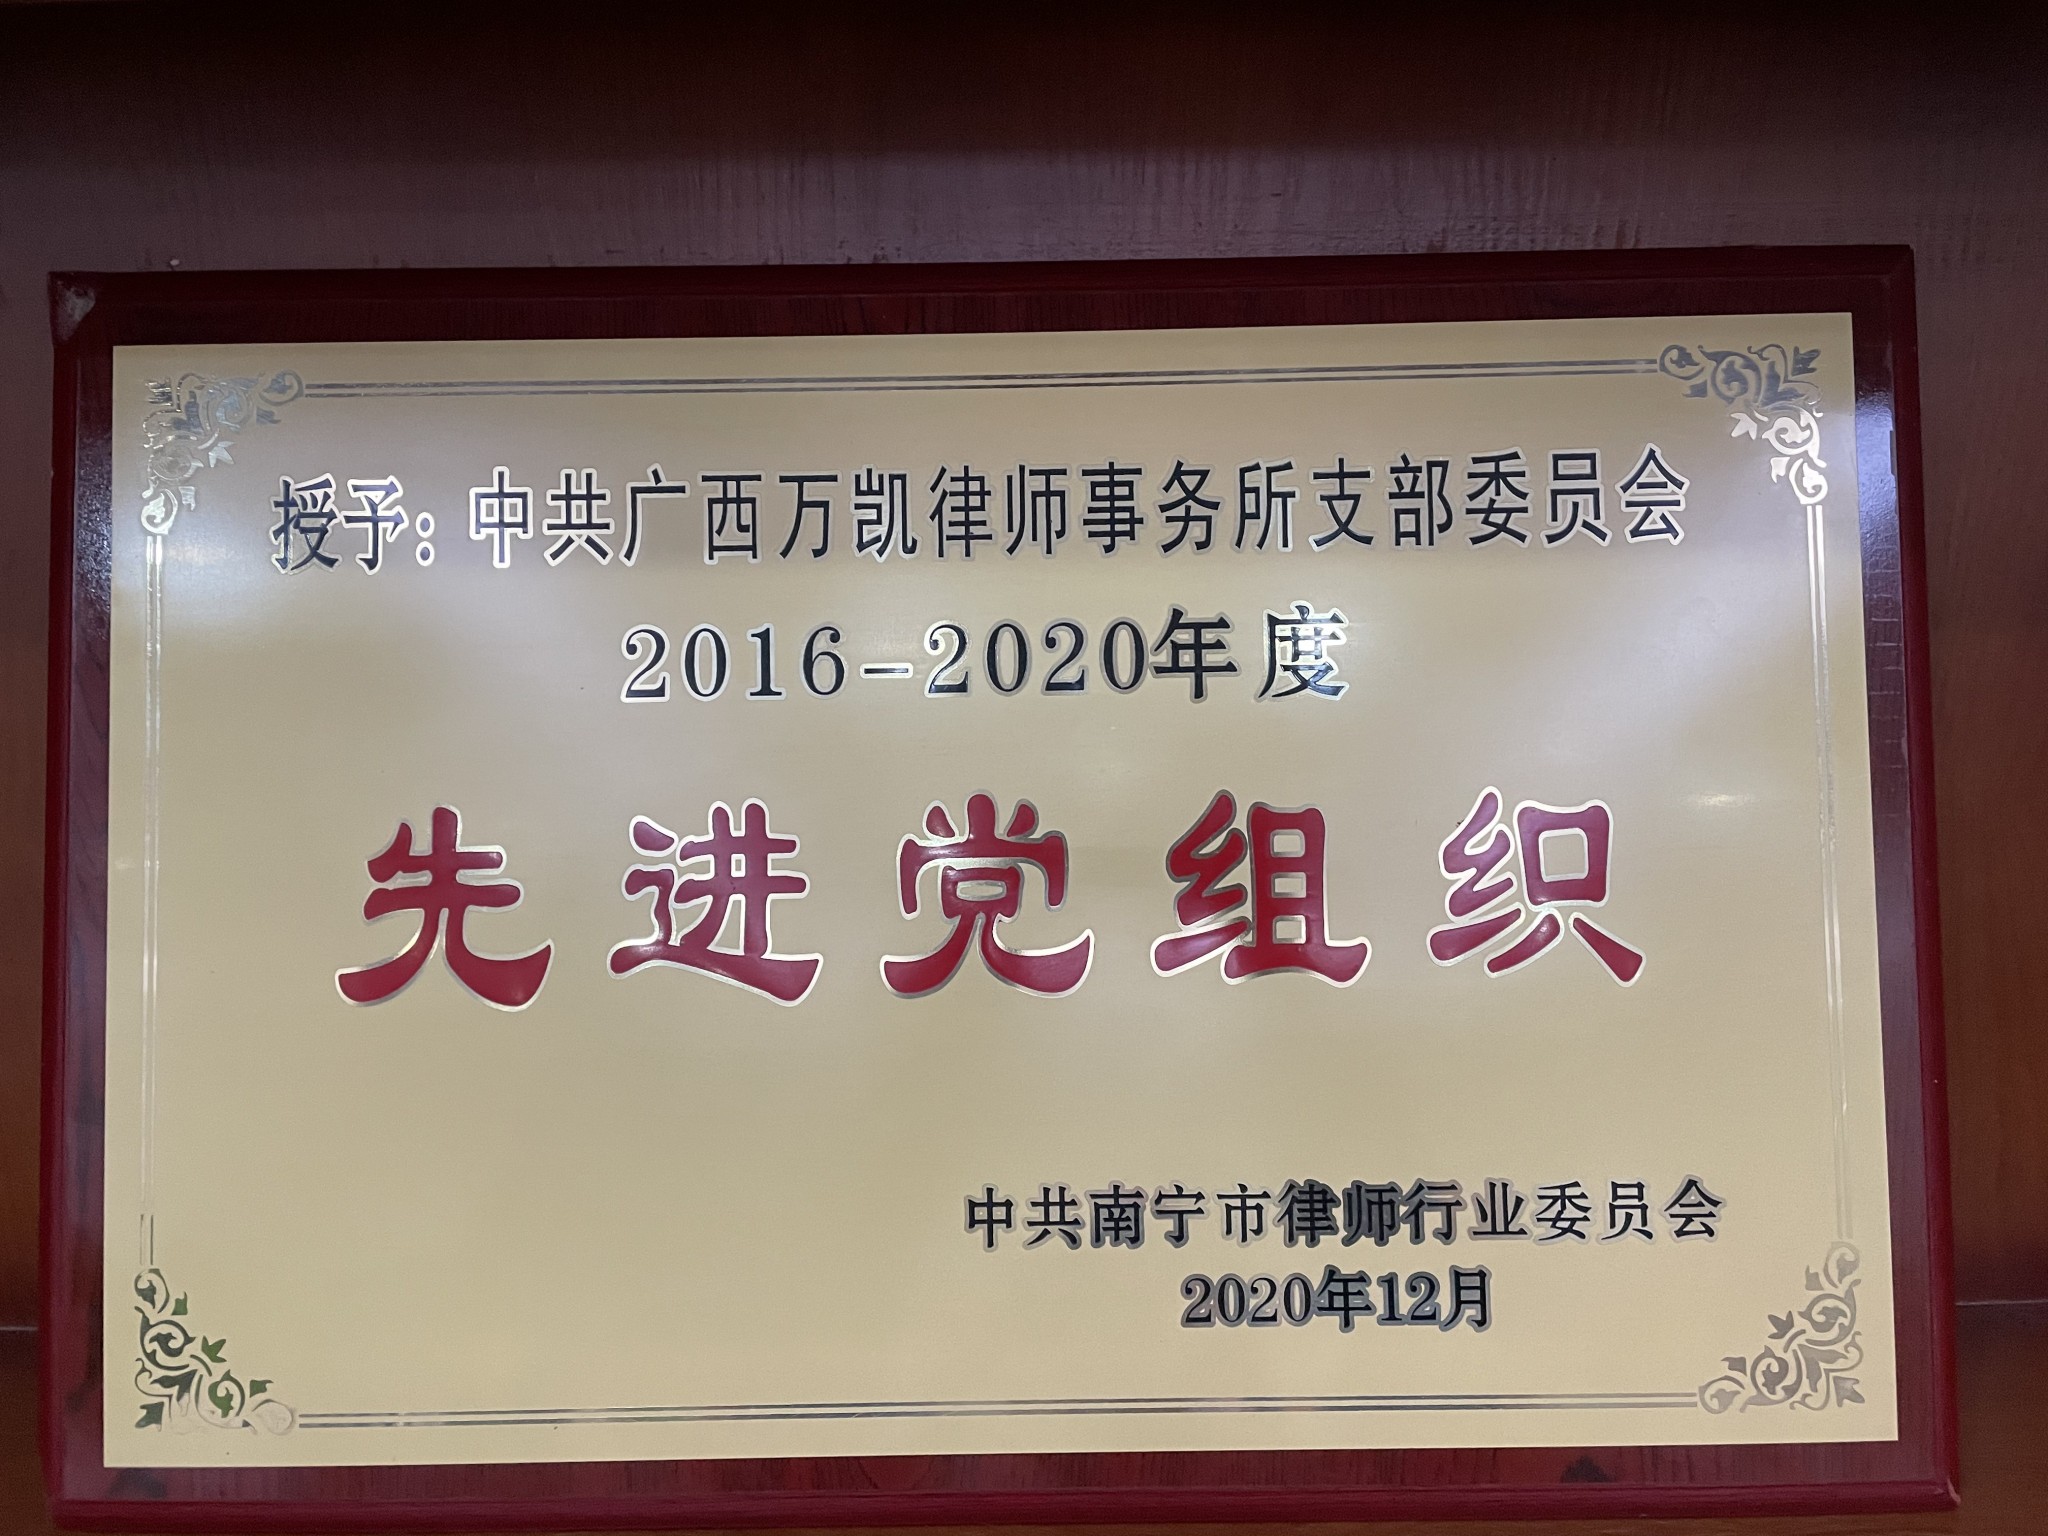 授予:中共广西万凯律师事务所支部委员会
2016-2020年度
先进党组织
中共南宁市律师行业委员会
2020年12月